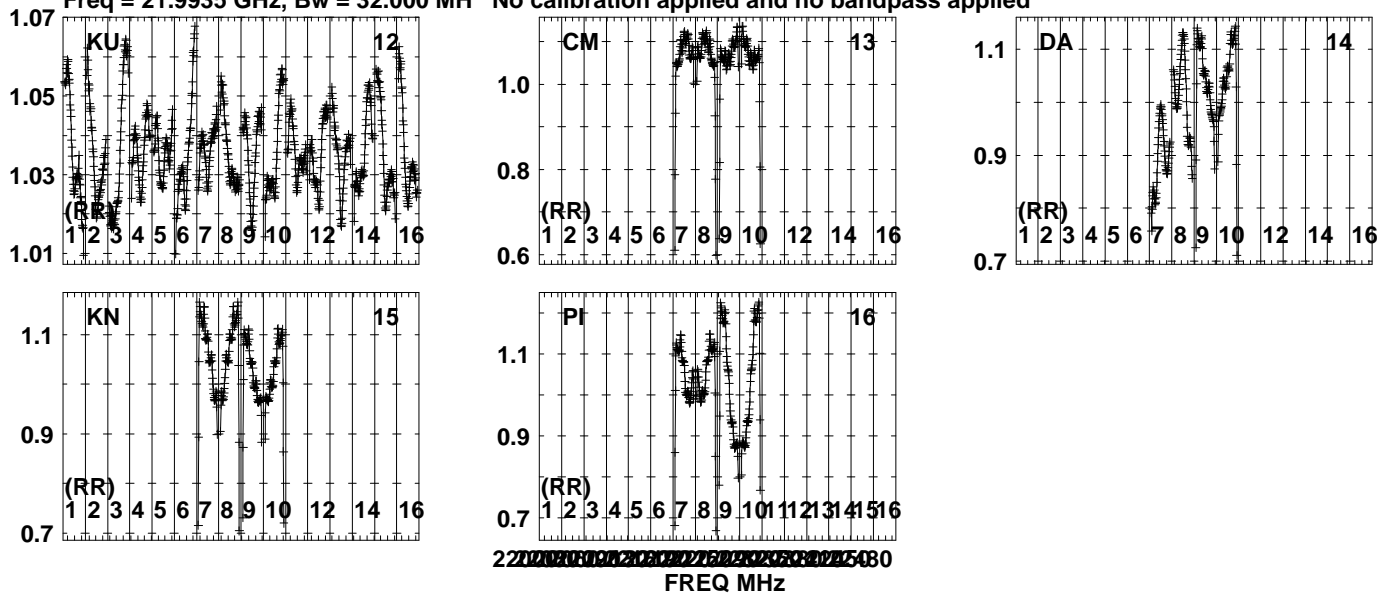 Freq = 21.9935 GHz, Bw = 32.000 MH No calibration applied and no bandpass applied
1.07
1.05
1.03
1.01
KU 12
(RR)
1 2 3 4 5 6 7 8 9 10 12 14 16
1.0
0.8
0.6
CM 13
(RR)
1 2 3 4 5 6 7 8 9 10 12 14 16
1.1
0.9
0.7
DA 14
(RR)
1 2 3 4 5 6 7 8 9 10 12 14 16
1.1
0.9
0.7
KN 15
(RR)
1 2 3 4 5 6 7 8 9 10 12 14 16
1.1
0.9
0.7
PI 16
(RR)
1 2 3 4 5 6 7 8 9 10 11 12 13 14 15 16
FREQ MHz